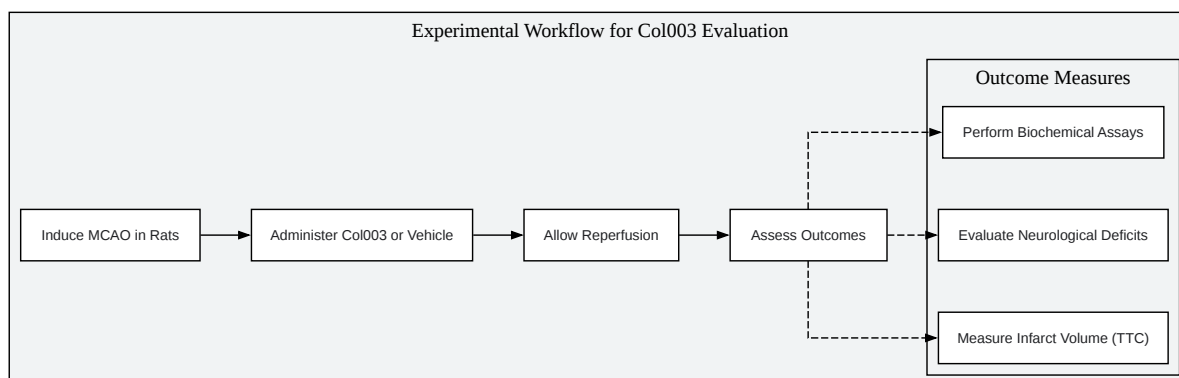 Experimental Workflow for Col003 Evaluation
Outcome Measures
Perform Biochemical Assays
Induce MCAO in Rats
Administer Col003 or Vehicle
Allow Reperfusion
Assess Outcomes
Evaluate Neurological Deficits
Measure Infarct Volume (TTC)